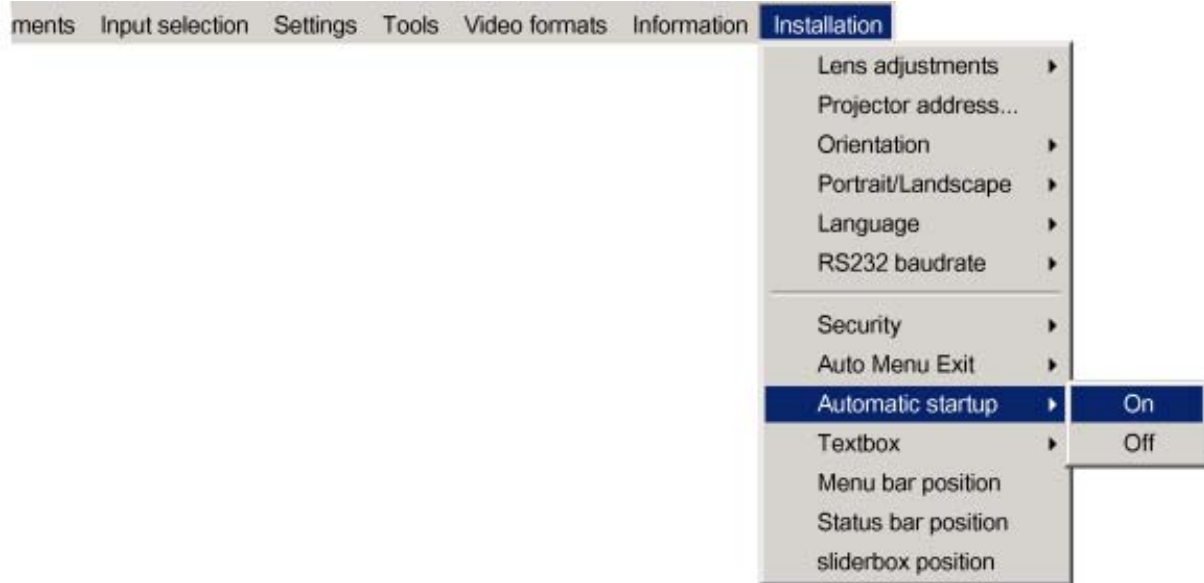 ments Input selection Settings Tools Video formats Information Installation
Lens adjustments
Projector address...
Orientation
Portrait/Landscape
Language
RS232 baudrate
Security
Auto Menu Exit
Automatic startup On
Textbox Off
Menu bar position
Status bar position
sliderbox position